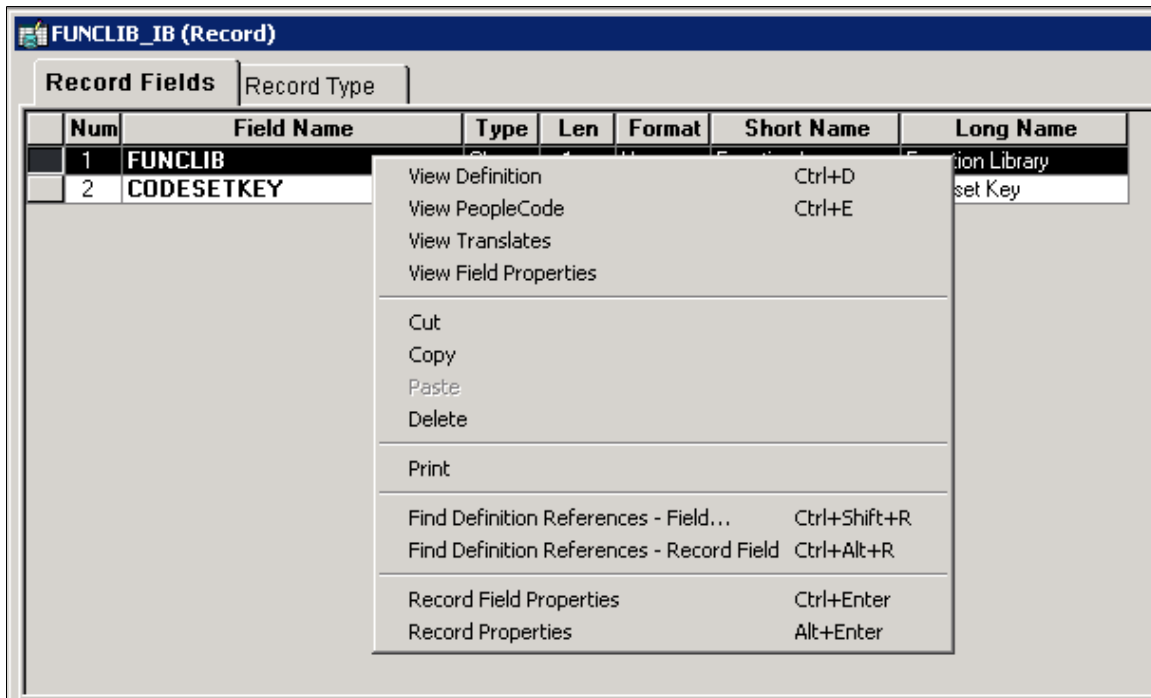 FUNCLIB_IB (Record)
Record Fields Record Type
Num Field Name Type Len Format Short Name Long Name
1 FUNCLIB ion Library
2 CODESETKEY set Key
View Definition Ctrl+D
View PeopleCode Ctrl+E
View Translates
View Field Properties
Cut
Copy
Paste
Delete
Print
Find Definition References - Field... Ctrl+Shift+R
Find Definition References - Record Field Ctrl+Alt+R
Record Field Properties Ctrl+Enter
Record Properties Alt+Enter